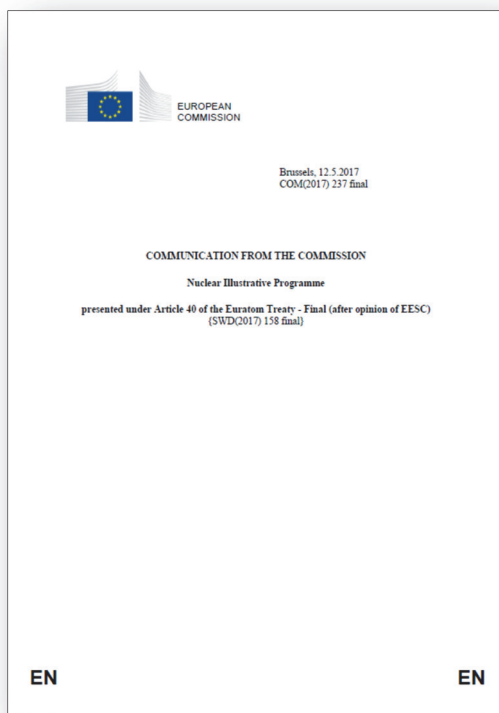 EUROPEAN
COMMISSION
Brussels, 12.5.2017
COM(2017) 237 final
COMMUNICATION FROM THE COMMISSION
Nuclear Illustrative Programme
presented under Article 40 of the Euratom Treaty - Final (after opinion of EESC)
{SWD(2017) 158 final}
EN EN